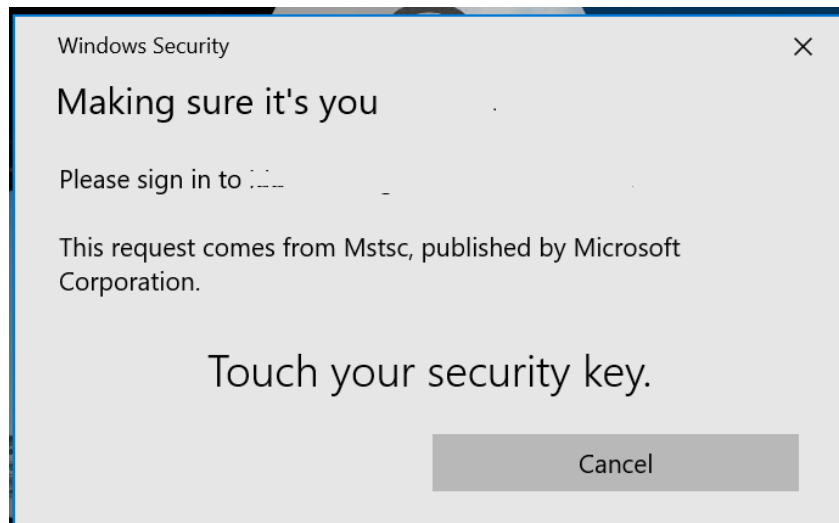 Windows Security
Making sure it's you
Please sign in to
This request comes from Mstsc, published by Microsoft
Corporation.
Touch your security key.
Cancel